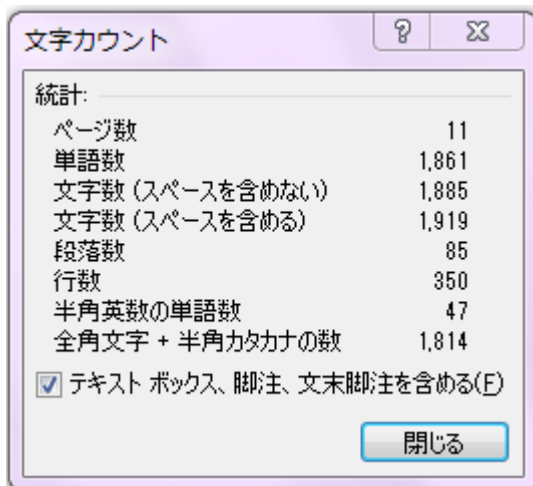 文字カウント
統計:
ページ数 11
単語数 1,861
文字数 (スペースを含めない) 1,885
文字数 (スペースを含める) 1,919
段落数 85
行数 350
半角英数の単語数 47
全角文字 + 半角カタカナの数 1,814
テキスト ボックス、脚注、文末脚注を含める(F)
閉じる